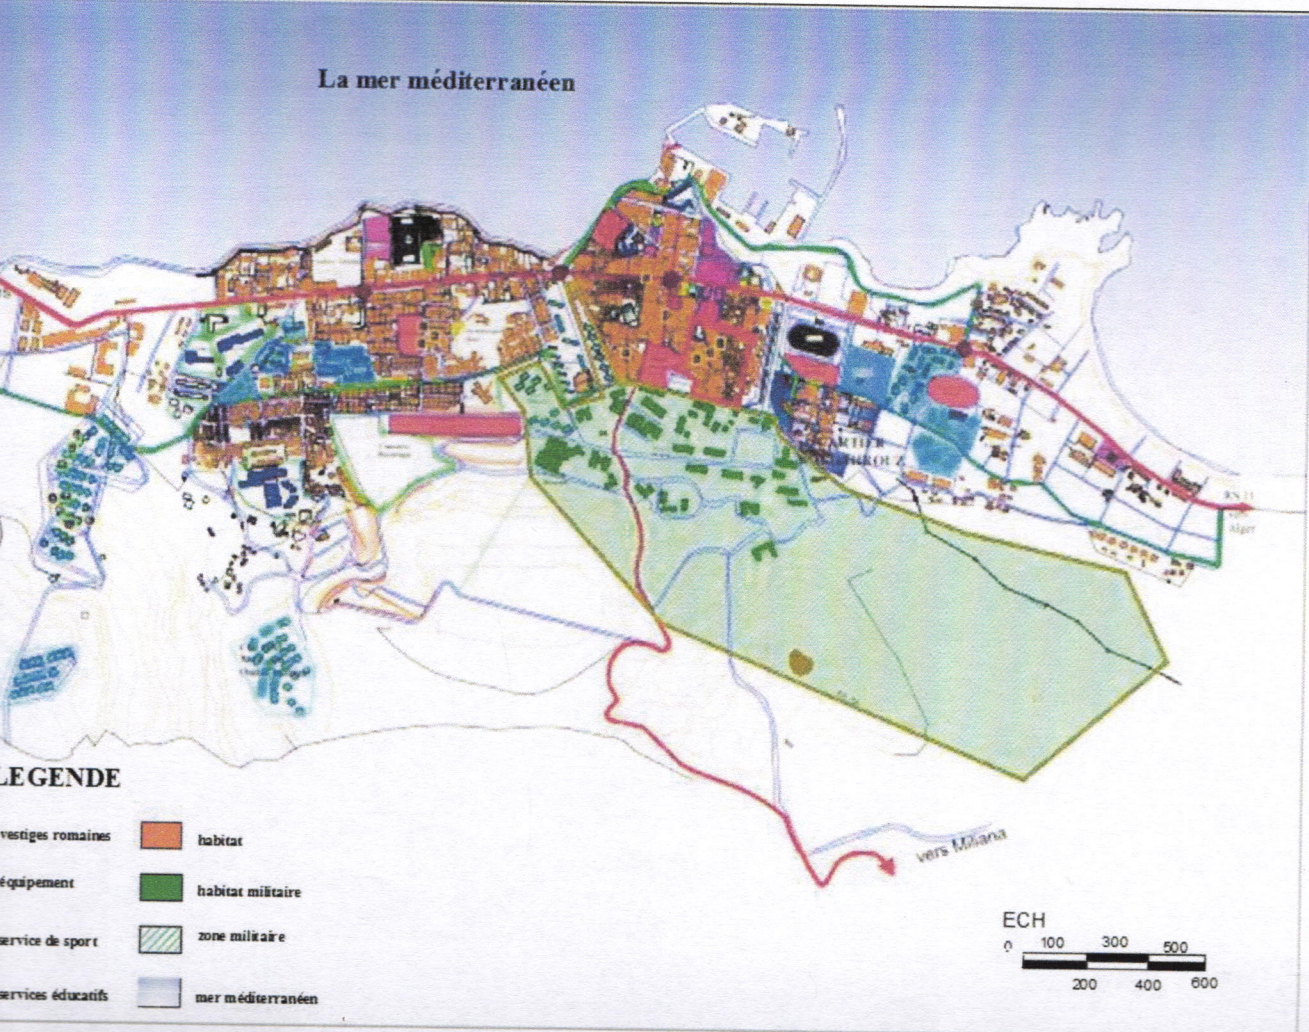 La mer méditerranéen
RN 11
vers
Alger
vers Miliana
LEGENDE
vestiges romaines
habitat
équipement
habitat militaire
service de sport
zone militaire
services éducatifs
mer méditerranéen
ECH
0 100 300 500
200 400 600